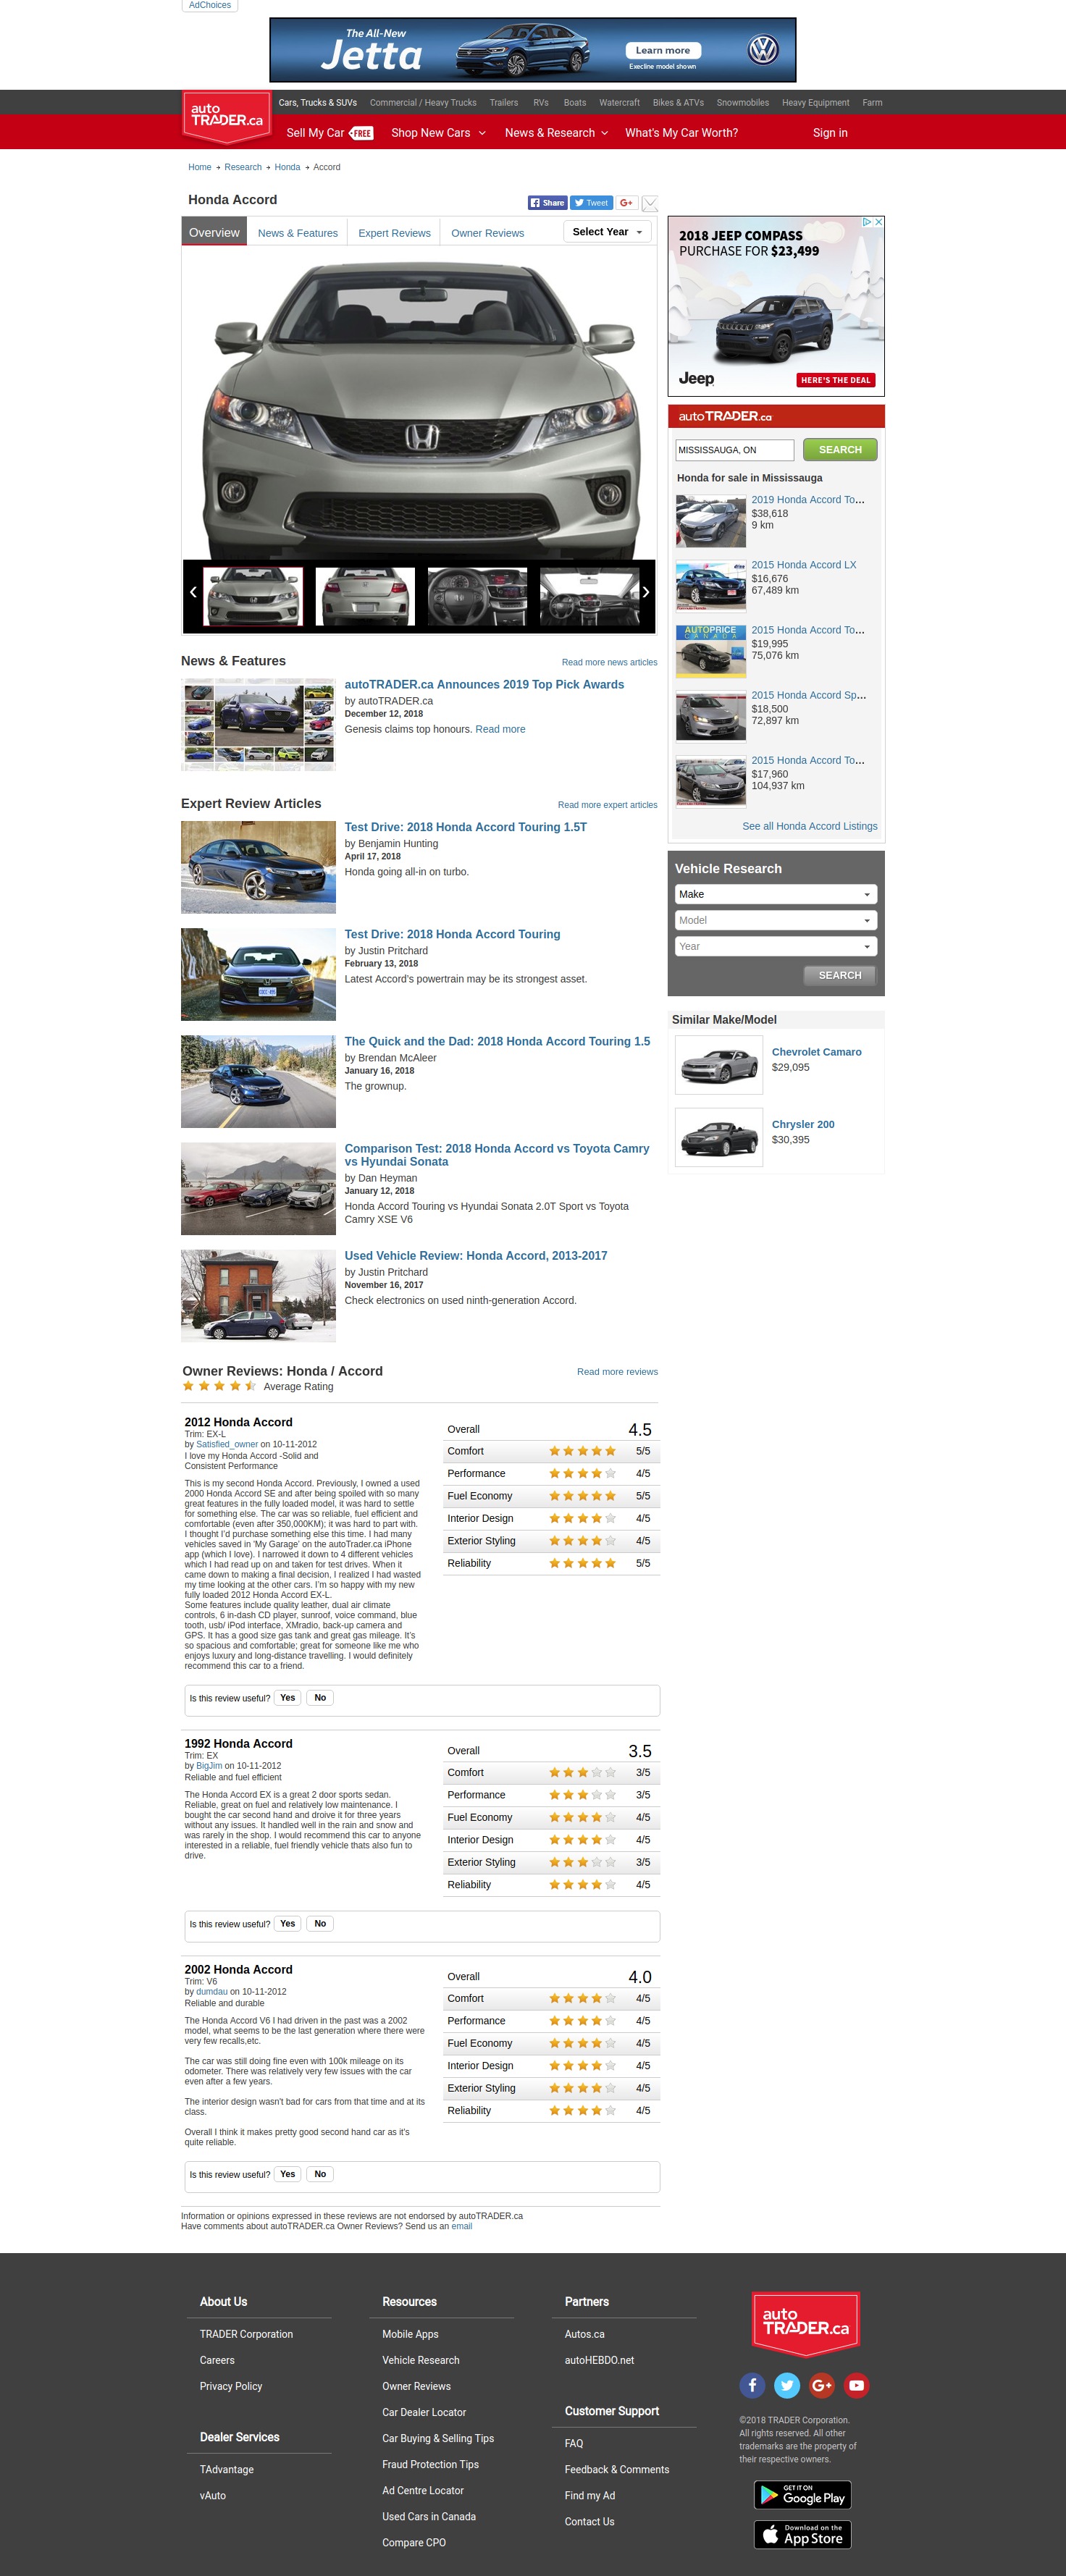 AdChoices
The All-New
Jetta
Learn more
Execline model shown
auto
TRADER.ca
Cars, Trucks & SUVs Commercial / Heavy Trucks Trailers RVs Boats Watercraft Bikes & ATVs Snowmobiles Heavy Equipment Farm
Sell My Car FREE Shop New Cars News & Research What's My Car Worth? Sign in
Home Research Honda Accord
Honda Accord
Share Tweet G+
Overview News & Features Expert Reviews Owner Reviews Select Year
2018 JEEP COMPASS
PURCHASE FOR $23,499
Jeep
HERE'S THE DEAL
autoTRADER.ca
MISSISSAUGA, ON SEARCH
Honda for sale in Mississauga
2019 Honda Accord To...
$38,618
9 km
2015 Honda Accord LX
$16,676
67,489 km
AUTOPRICE
CANADA
2015 Honda Accord To...
$19,995
75,076 km
2015 Honda Accord Sp...
$18,500
72,897 km
2015 Honda Accord To...
$17,960
104,937 km
See all Honda Accord Listings
Vehicle Research
Make
Model
Year
SEARCH
Similar Make/Model
Chevrolet Camaro
$29,095
Chrysler 200
$30,395
News & Features Read more news articles
autoTRADER.ca Announces 2019 Top Pick Awards
by autoTRADER.ca
December 12, 2018
Genesis claims top honours. Read more
Expert Review Articles Read more expert articles
Test Drive: 2018 Honda Accord Touring 1.5T
by Benjamin Hunting
April 17, 2018
Honda going all-in on turbo.
Test Drive: 2018 Honda Accord Touring
by Justin Pritchard
February 13, 2018
Latest Accord's powertrain may be its strongest asset.
The Quick and the Dad: 2018 Honda Accord Touring 1.5
by Brendan McAleer
January 16, 2018
The grownup.
Comparison Test: 2018 Honda Accord vs Toyota Camry
vs Hyundai Sonata
by Dan Heyman
January 12, 2018
Honda Accord Touring vs Hyundai Sonata 2.0T Sport vs Toyota
Camry XSE V6
Used Vehicle Review: Honda Accord, 2013-2017
by Justin Pritchard
November 16, 2017
Check electronics on used ninth-generation Accord.
Owner Reviews: Honda / Accord Read more reviews
Average Rating
2012 Honda Accord
Trim: EX-L
by Satisfied_owner on 10-11-2012
I love my Honda Accord -Solid and
Consistent Performance
This is my second Honda Accord. Previously, I owned a used
2000 Honda Accord SE and after being spoiled with so many
great features in the fully loaded model, it was hard to settle
for something else. The car was so reliable, fuel efficient and
comfortable (even after 350,000KM); it was hard to part with.
I thought I'd purchase something else this time. I had many
vehicles saved in 'My Garage' on the autoTrader.ca iPhone
app (which I love). I narrowed it down to 4 different vehicles
which I had read up on and taken for test drives. When it
came down to making a final decision, I realized I had wasted
my time looking at the other cars. I'm so happy with my new
fully loaded 2012 Honda Accord EX-L.
Some features include quality leather, dual air climate
controls, 6 in-dash CD player, sunroof, voice command, blue
tooth, usb/ iPod interface, XMradio, back-up camera and
GPS. It has a good size gas tank and great gas mileage. It's
so spacious and comfortable; great for someone like me who
enjoys luxury and long-distance travelling. I would definitely
recommend this car to a friend.
Overall 4.5
Comfort 5/5
Performance 4/5
Fuel Economy 5/5
Interior Design 4/5
Exterior Styling 4/5
Reliability 5/5
Is this review useful? Yes No
1992 Honda Accord
Trim: EX
by BigJim on 10-11-2012
Reliable and fuel efficient
The Honda Accord EX is a great 2 door sports sedan.
Reliable, great on fuel and relatively low maintenance. I
bought the car second hand and droive it for three years
without any issues. It handled well in the rain and snow and
was rarely in the shop. I would recommend this car to anyone
interested in a reliable, fuel friendly vehicle thats also fun to
drive.
Overall 3.5
Comfort 3/5
Performance 3/5
Fuel Economy 4/5
Interior Design 4/5
Exterior Styling 3/5
Reliability 4/5
Is this review useful? Yes No
2002 Honda Accord
Trim: V6
by dumdau on 10-11-2012
Reliable and durable
The Honda Accord V6 I had driven in the past was a 2002
model, what seems to be the last generation where there were
very few recalls,etc.
The car was still doing fine even with 100k mileage on its
odometer. There was relatively very few issues with the car
even after a few years.
The interior design wasn't bad for cars from that time and at its
class.
Overall I think it makes pretty good second hand car as it's
quite reliable.
Overall 4.0
Comfort 4/5
Performance 4/5
Fuel Economy 4/5
Interior Design 4/5
Exterior Styling 4/5
Reliability 4/5
Is this review useful? Yes No
Information or opinions expressed in these reviews are not endorsed by autoTRADER.ca
Have comments about autoTRADER.ca Owner Reviews? Send us an email
About Us
TRADER Corporation
Careers
Privacy Policy
Dealer Services
TAdvantage
vAuto
Resources
Mobile Apps
Vehicle Research
Owner Reviews
Car Dealer Locator
Car Buying & Selling Tips
Fraud Protection Tips
Ad Centre Locator
Used Cars in Canada
Compare CPO
Partners
Autos.ca
autoHEBDO.net
Customer Support
FAQ
Feedback & Comments
Find my Ad
Contact Us
auto
TRADER.ca
©2018 TRADER Corporation.
All rights reserved. All other
trademarks are the property of
their respective owners.
GET IT ON
Google Play
Download on the
App Store